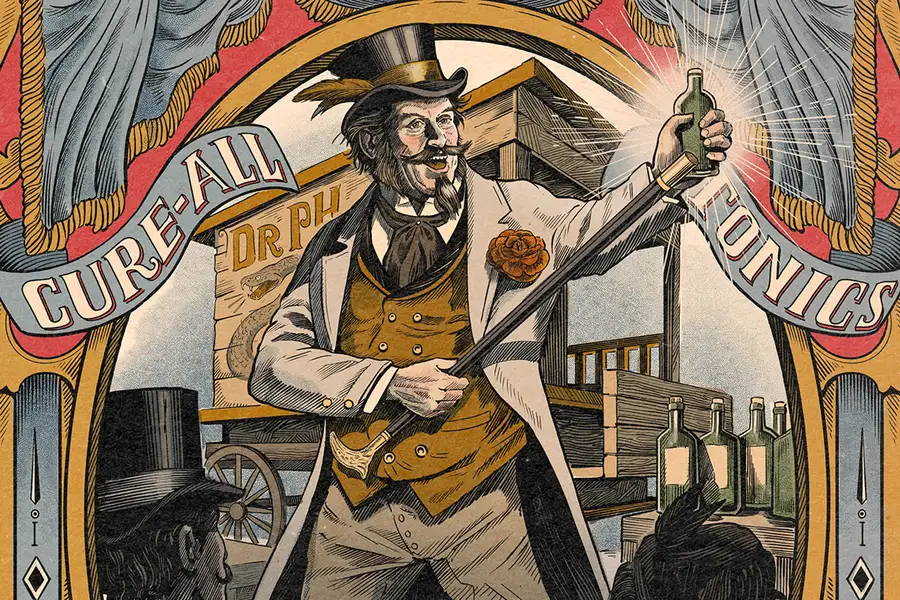 CURE-ALL
TONICS
DR PH